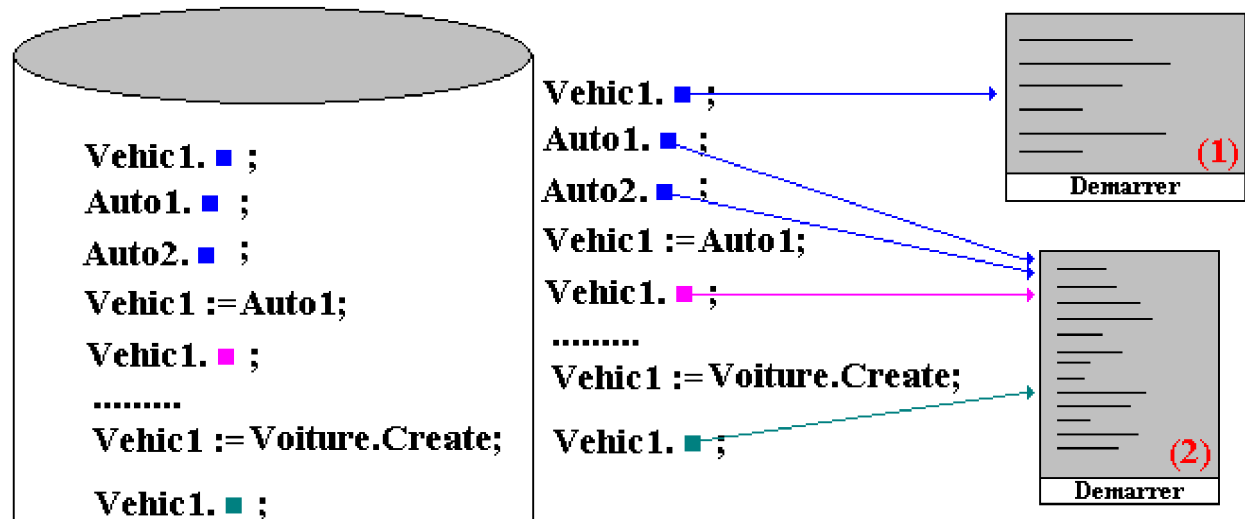 Vehic1. ;
Auto1. ;
Auto2. ;
Vehic1 :=Auto1;
Vehic1. ;
.........
Vehic1 := Voiture.Create;
Vehic1. ;
Vehic1. ;
Auto1. ;
Auto2. ;
Vehic1 := Auto1;
Vehic1. ;
.........
Vehic1 := Voiture.Create;
Vehic1. ;
(1)
Demarrer
(2)
Demarrer